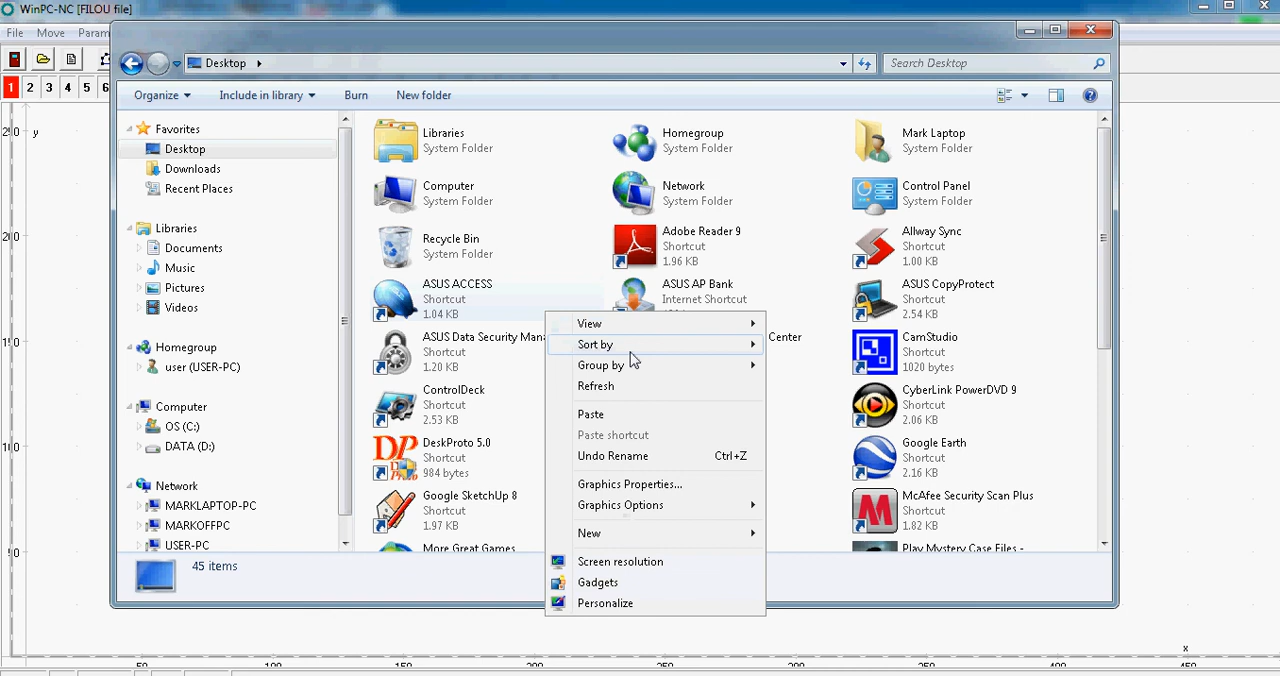 WinPC-NC [FILOU file]
File Move Param
Desktop
Search Desktop
Organize Include in library Burn New folder
1 2 3 4 5 6
y
Favorites
Desktop
Downloads
Recent Places
Libraries
Documents
Music
Pictures
Videos
Homegroup
user (USER-PC)
Computer
OS (C:)
DATA (D:)
Network
MARKLAPTOP-PC
MARKOFFPC
USER-PC
Libraries
System Folder
Homegroup
System Folder
Mark Laptop
System Folder
Computer
System Folder
Network
System Folder
Control Panel
System Folder
Recycle Bin
System Folder
Adobe Reader 9
Shortcut
1.96 KB
Allway Sync
Shortcut
1.00 KB
ASUS ACCESS
Shortcut
1.04 KB
ASUS AP Bank
Internet Shortcut
ASUS CopyProtect
Shortcut
2.54 KB
ASUS Data Security Mana
Shortcut
1.20 KB
Center
CamStudio
Shortcut
1020 bytes
ControlDeck
Shortcut
2.53 KB
CyberLink PowerDVD 9
Shortcut
2.06 KB
DeskProto 5.0
Shortcut
984 bytes
Google Earth
Shortcut
2.16 KB
Google SketchUp 8
Shortcut
1.97 KB
McAfee Security Scan Plus
Shortcut
1.82 KB
More Great Games
Play Mystery Case Files -
View
Sort by
Group by
Refresh
Paste
Paste shortcut
Undo Rename Ctrl+Z
Graphics Properties...
Graphics Options
New
Screen resolution
Gadgets
Personalize
45 items
x
50 100 150 200 250 300 350 400 450